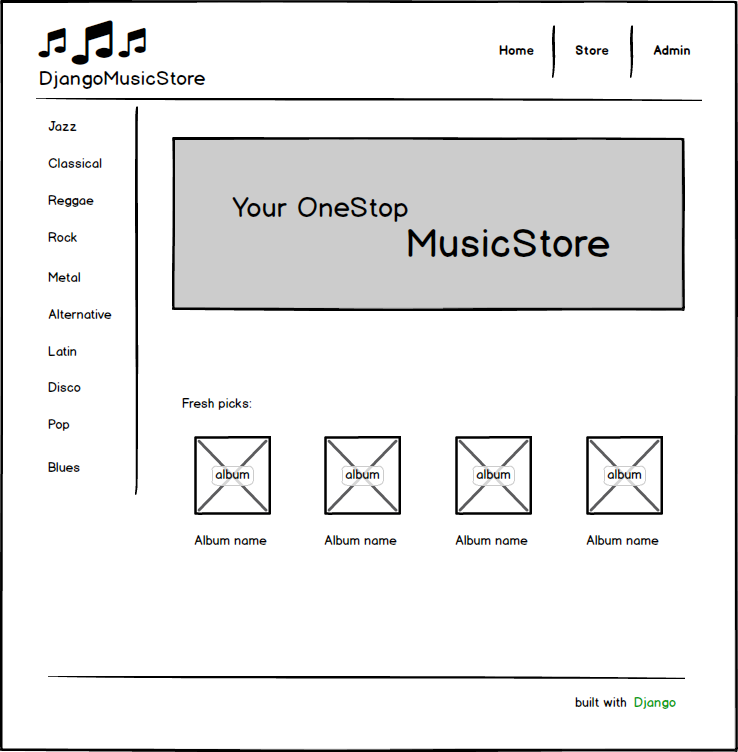 DjangoMusicStore
Home
Store
Admin
Jazz
Classical
Reggae
Rock
Metal
Alternative
Latin
Disco
Pop
Blues
Your OneStop
MusicStore
Fresh picks:
album
album
album
album
Album name
Album name
Album name
Album name
built with Django